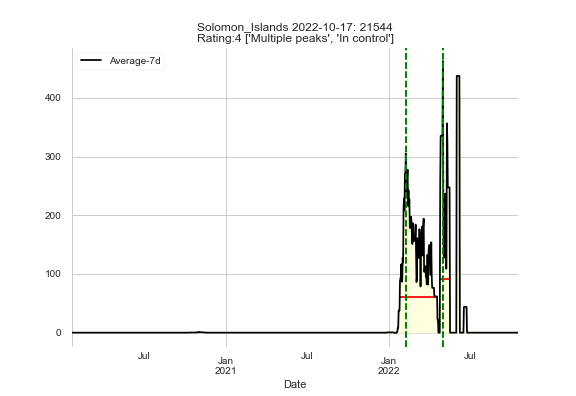 Solomon_Islands 2022-10-17: 21544
Rating:4 ['Multiple peaks', 'In control']
Average-7d
400
300
200
100
0
Jul
Jan
2021
Jul
Jan
2022
Jul
Date